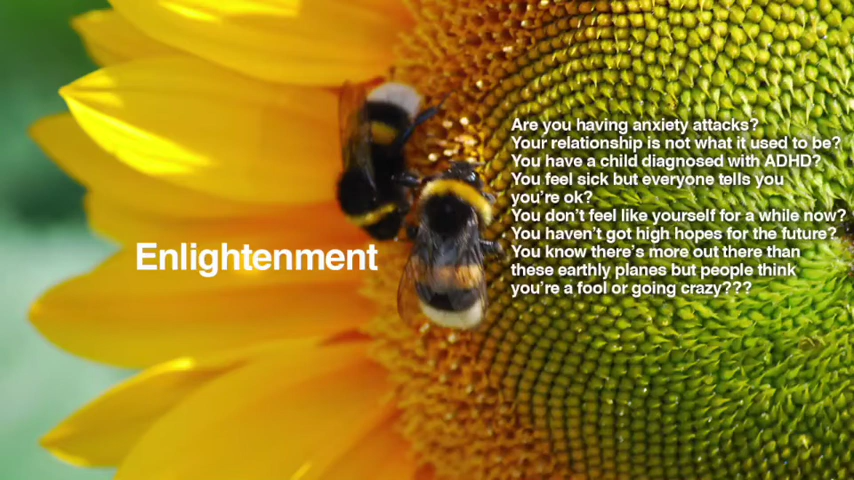 Enlightenment
Are you having anxiety attacks?
Your relationship is not what it used to be?
You have a child diagnosed with ADHD?
You feel sick but everyone tells you
you're ok?
You don't feel like yourself for a while now?
You haven't got high hopes for the future?
You know there's more out there than
these earthly planes but people think
you're a fool or going crazy???